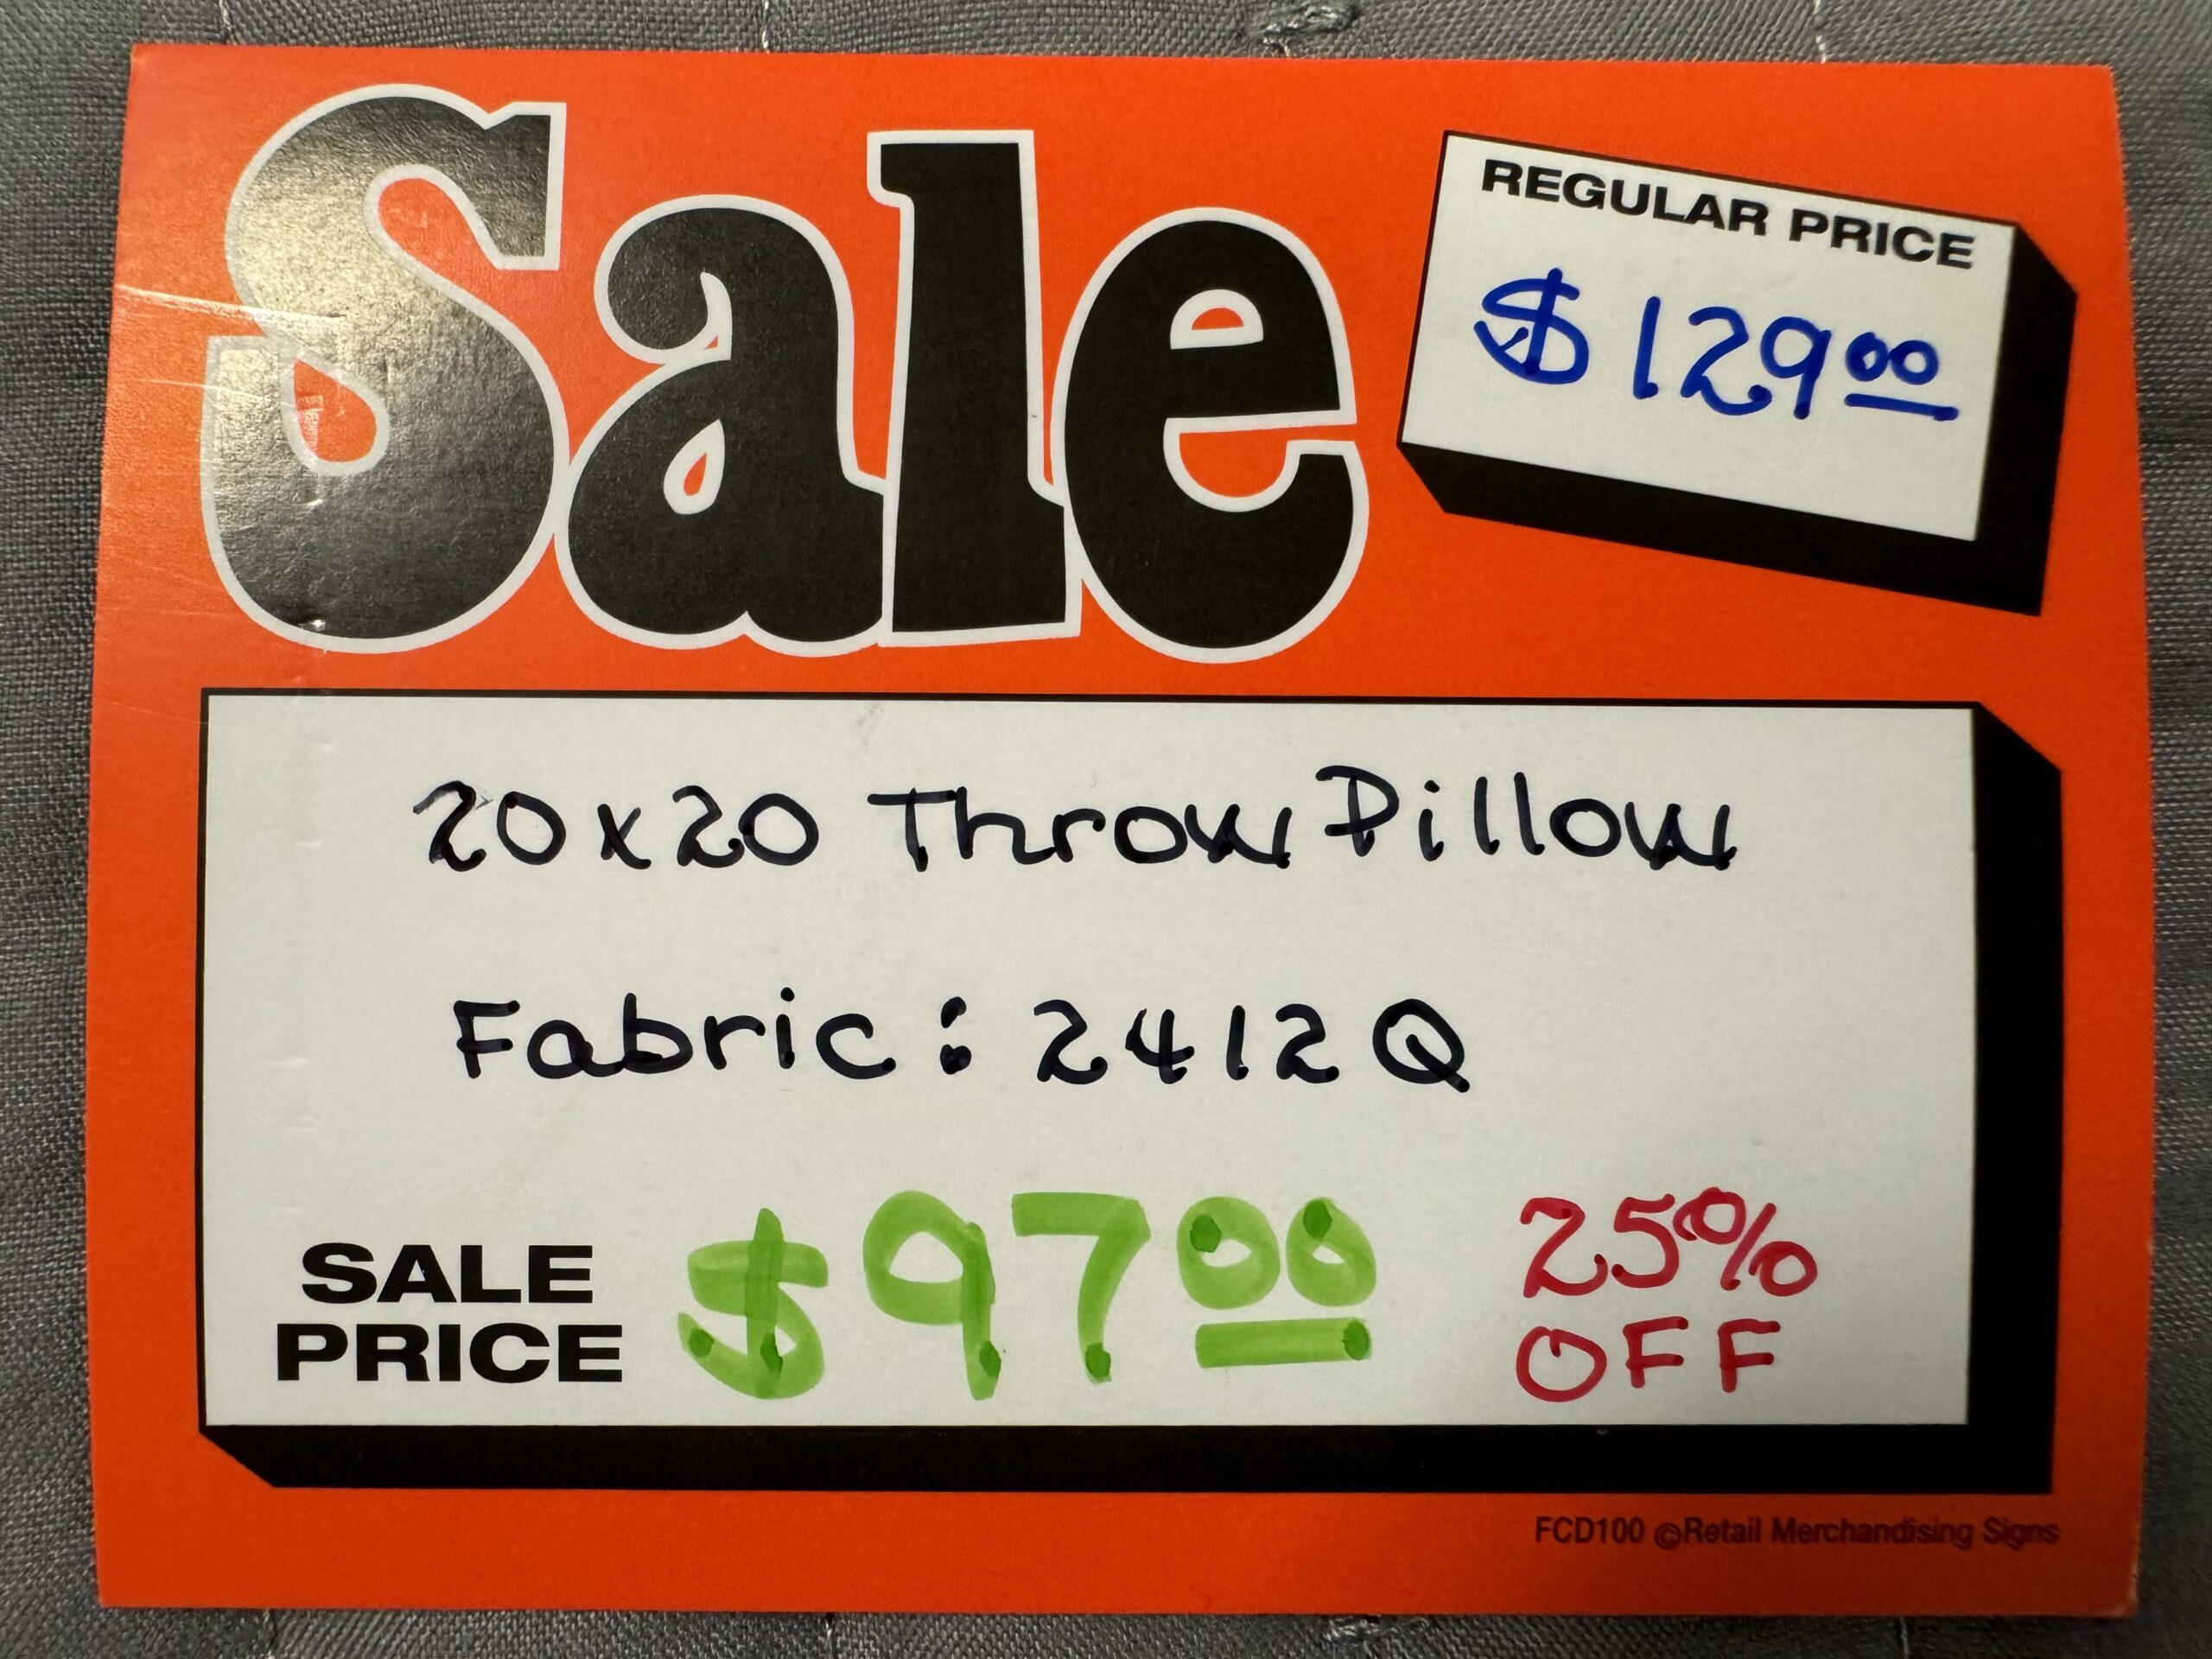 Sale
REGULAR PRICE
$129.00
20x20 Throw Pillow
Fabric: 2412Q
SALE
PRICE
$97.00
25%
OFF
FCD100 ©Retail Merchandising Signs